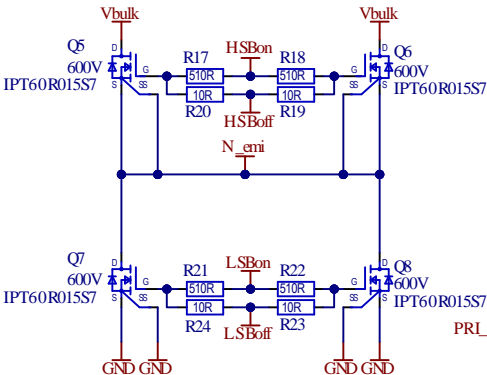 Vbulk Vbulk
Q5 R17 HSBon R18 Q6
600V 600V
IPT60R015S7 510R 510R IPT60R015S7
D G S SS D G S SS
10R 10R
R20 HSBoff R19
N_emi
Q7 R21 LSBon R22 Q8
600V 600V
IPT60R015S7 510R 510R IPT60R015S7
D G S SS D G S SS
10R 10R
R24 LSBoff R23
PRI_
GND GND GND GND